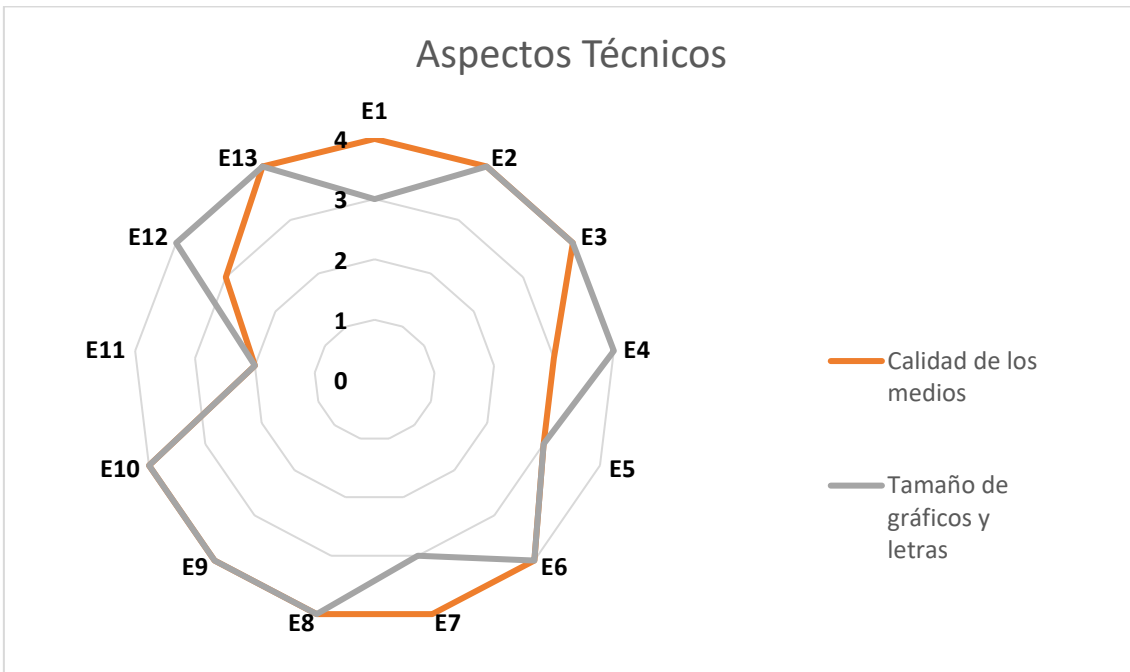 Aspectos Técnicos
E1
E2
E3
E4
E5
E6
E7
E8
E9
E10
E11
E12
E13
4
3
2
1
0
Calidad de los
medios
Tamaño de
gráficos y
letras